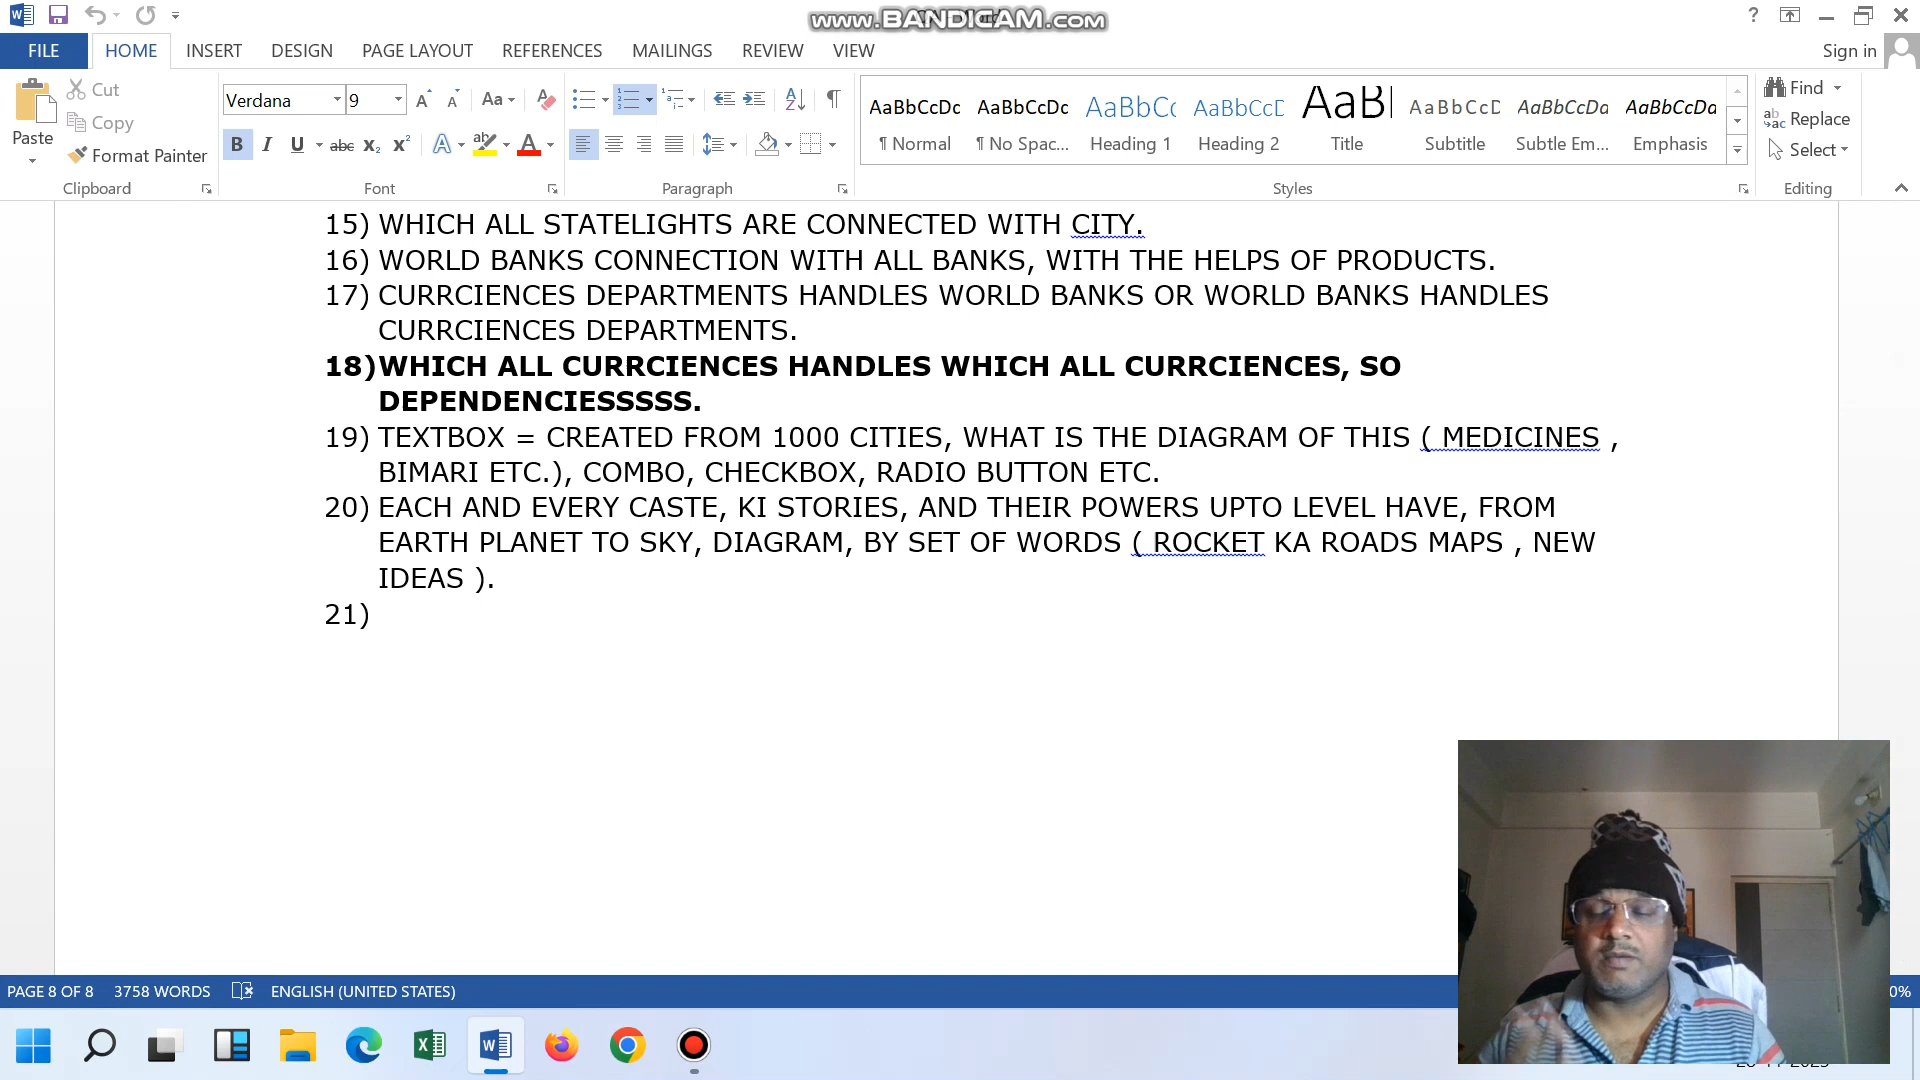 www.BANDICAM.com
FILE HOME INSERT DESIGN PAGE LAYOUT REFERENCES MAILINGS REVIEW VIEW Sign in
Paste Cut Copy Format Painter Clipboard
Verdana 9 Font
Paragraph
AaBbCcDc AaBbCcDc AaBbC AaBbCcD AaB AaBbCcD AaBbCcDa AaBbCcDa
¶ Normal ¶ No Spac... Heading 1 Heading 2 Title Subtitle Subtle Em... Emphasis
Styles
Find Replace Select Editing
15) WHICH ALL STATELIGHTS ARE CONNECTED WITH CITY.
16) WORLD BANKS CONNECTION WITH ALL BANKS, WITH THE HELPS OF PRODUCTS.
17) CURRCIENCES DEPARTMENTS HANDLES WORLD BANKS OR WORLD BANKS HANDLES
CURRCIENCES DEPARTMENTS.
18)WHICH ALL CURRCIENCES HANDLES WHICH ALL CURRCIENCES, SO
DEPENDENCIESSSSS.
19) TEXTBOX = CREATED FROM 1000 CITIES, WHAT IS THE DIAGRAM OF THIS ( MEDICINES ,
BIMARI ETC.), COMBO, CHECKBOX, RADIO BUTTON ETC.
20) EACH AND EVERY CASTE, KI STORIES, AND THEIR POWERS UPTO LEVEL HAVE, FROM
EARTH PLANET TO SKY, DIAGRAM, BY SET OF WORDS ( ROCKET KA ROADS MAPS , NEW
IDEAS ).
21)
PAGE 8 OF 8 3758 WORDS ENGLISH (UNITED STATES)